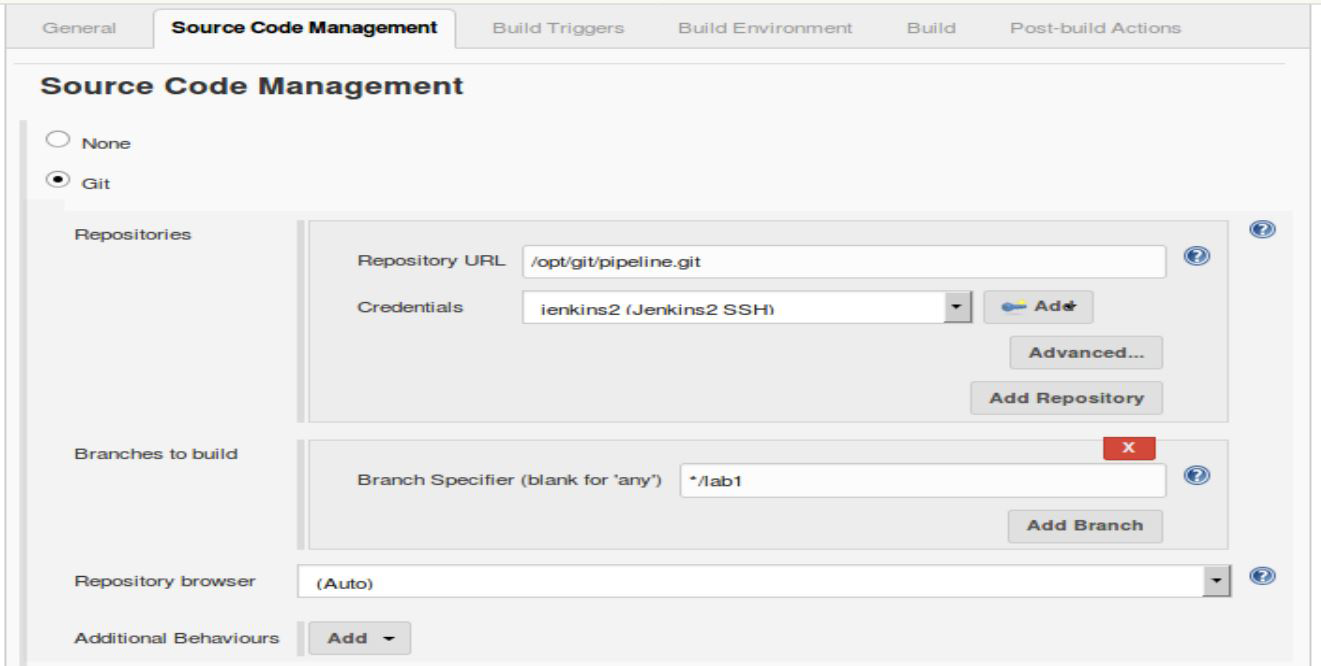 General Source Code Management Build Triggers Build Environment Build Post-build Actions
Source Code Management
None
Git
Repositories
Repository URL /opt/git/pipeline.git
Credentials jenkins2 (Jenkins2 SSH) Add
Advanced...
Add Repository
Branches to build
X
Branch Specifier (blank for 'any') */lab1
Add Branch
Repository browser (Auto)
Additional Behaviours Add